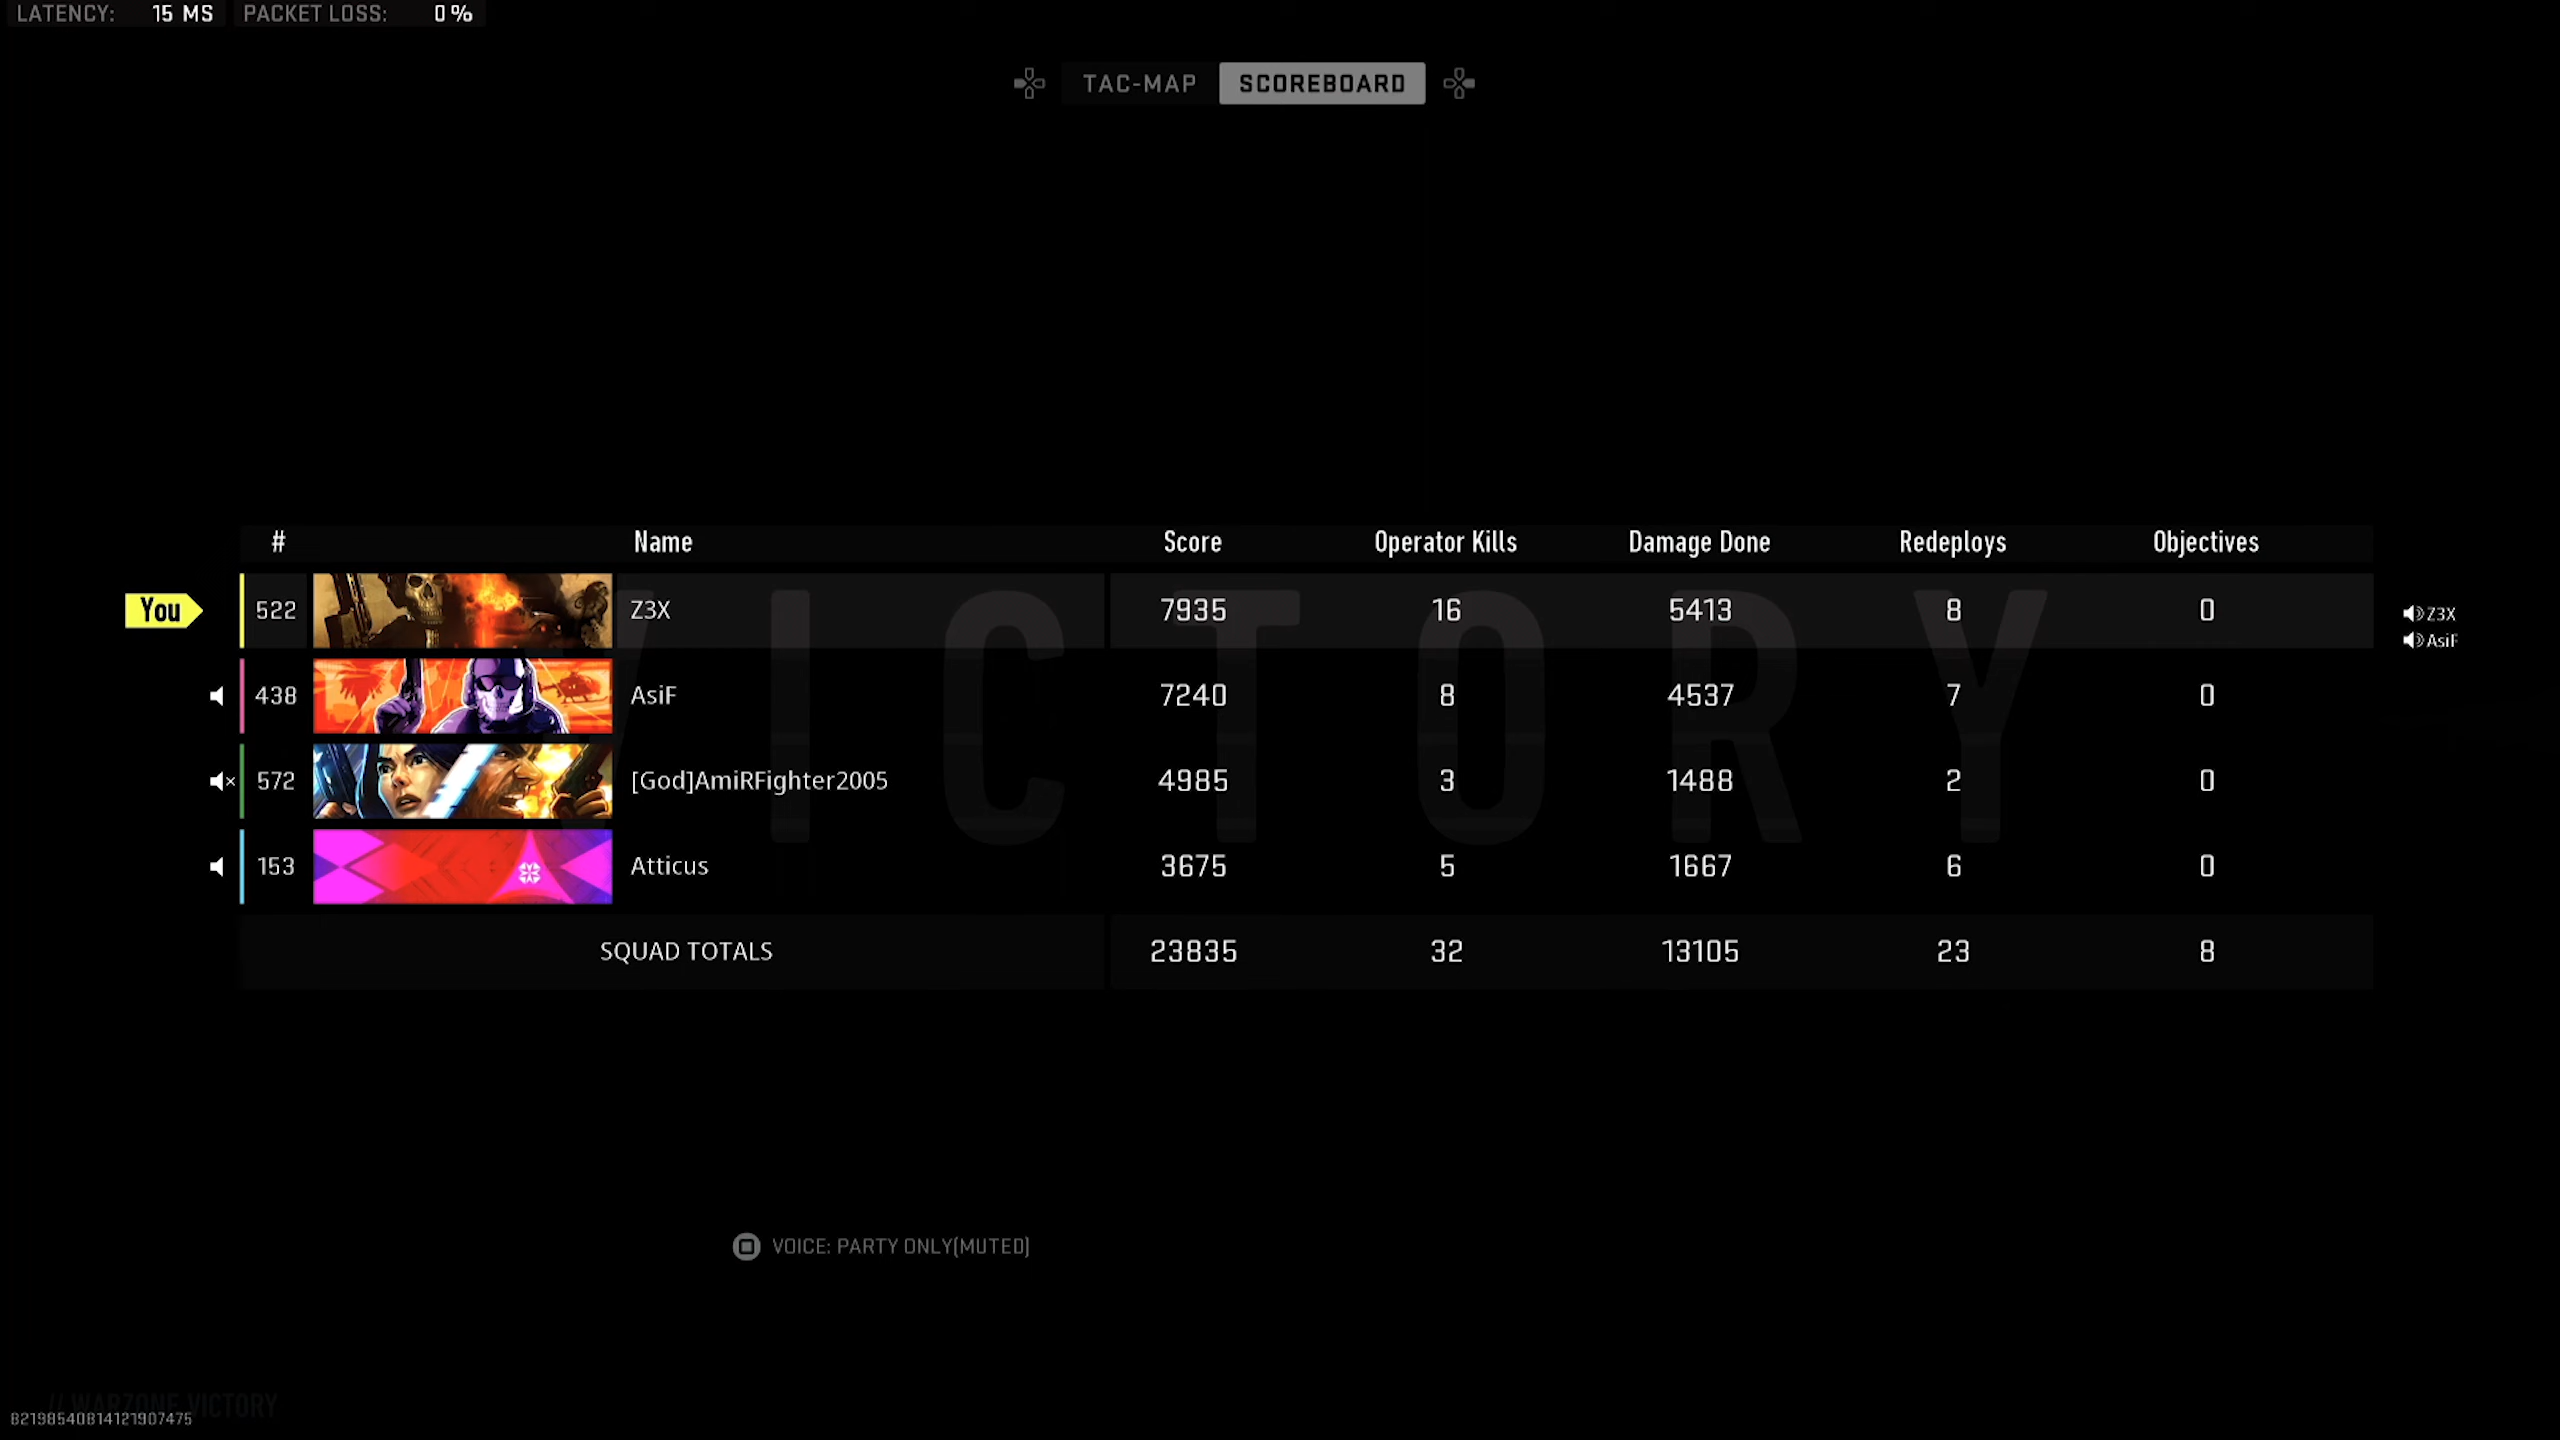 LATENCY: 15 MS PACKET LOSS: 0%
TAC-MAP SCOREBOARD
VICTORY
# Name Score Operator Kills Damage Done Redeploys Objectives
You 522 Z3X 7935 16 5413 8 0
Z3X
AsiF
438 AsiF 7240 8 4537 7 0
572 [God]AmiRFighter2005 4985 3 1488 2 0
153 Atticus 3675 5 1667 6 0
SQUAD TOTALS 23835 32 13105 23 8
VOICE: PARTY ONLY(MUTED)
// WARZONE VICTORY
82198540814121907475